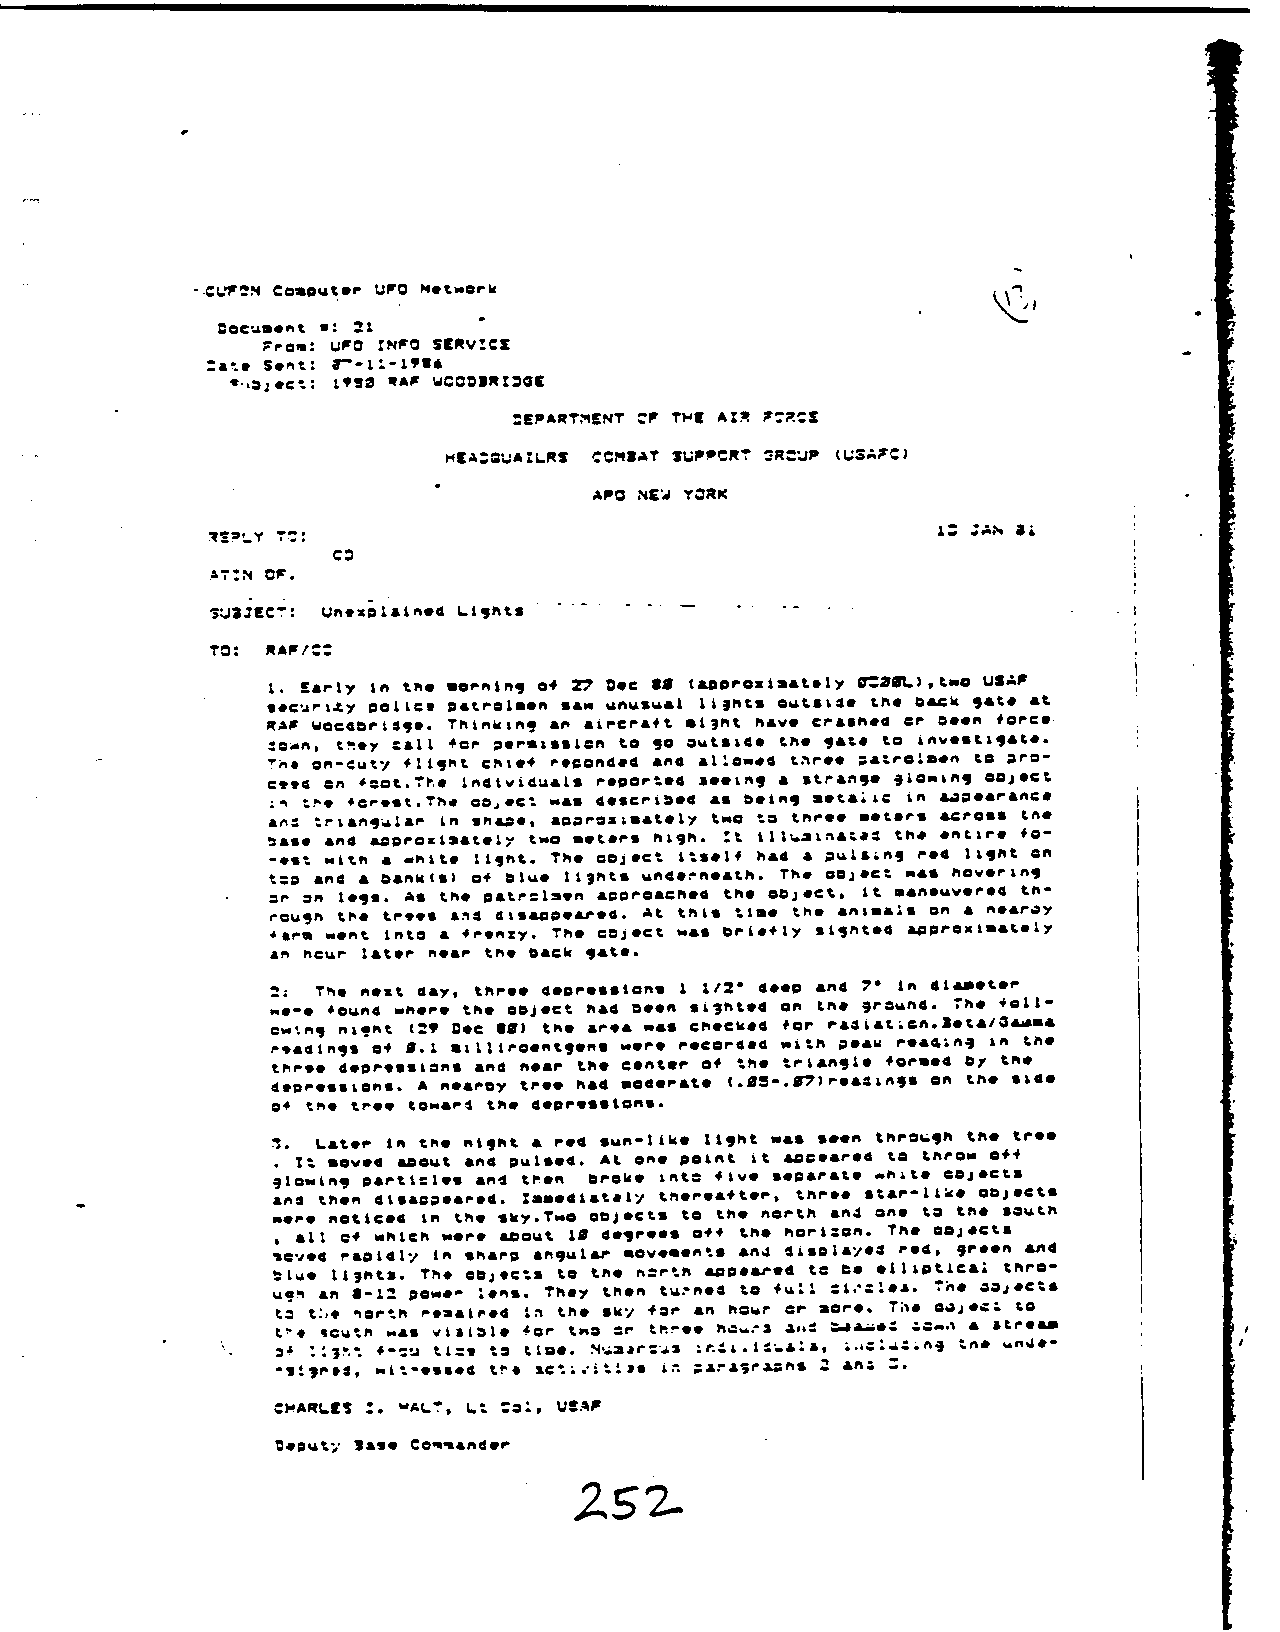 CUFON Computer UFO Network
Document #: 21
From: UFO INFO SERVICE
Date Sent: -11-1986
Subject: 1980 RAF WOODBRIDGE
DEPARTMENT OF THE AIR FORCE
HEADQUAILRS COMBAT SUPPORT GROUP (USAFC)
APO NEW YORK
REPLY TO: 13 JAN 81
CD
ATIN OF.
SUBJECT: Unexplained Lights
TO: RAF/CC
1. Early in the morning of 27 Dec 80 (approximately 0300L),two USAF
security police patrolmen saw unusual lights outside the back gate at
RAF Woodbridge. Thinking an aircraft might have crashed or been force
down, they call for permission to go outside the gate to investigate.
The on-duty flight chief reponded and allowed three patrolmen to pro-
ceed on foot.The individuals reported seeing a strange glowing object
in the forest.The object was described as being metalic in appearance
and triangular in shape, approximately two to three meters across the
base and approximately two meters high. It illuminated the entire fo-
rest with a white light. The object itself had a pulsing red light on
top and a bank(s) of blue lights underneath. The object was hovering
or on legs. As the patrolmen approached the object, it maneuvered th-
rough the trees and disappeared. At this time the animals on a nearby
farm went into a frenzy. The object was briefly sighted approximately
an hour later near the back gate.
2: The next day, three depressions 1 1/2" deep and 7" in diameter
were found where the object had been sighted on the ground. The foll-
owing night (29 Dec 80) the area was checked for radiation.Beta/Gamma
readings of 0.1 milliroentgens were recorded with peak reading in the
three depressions and near the center of the triangle formed by the
depressions. A nearby tree had moderate (.05-.07)readings on the side
of the tree toward the depressions.
3. Later in the night a red sun-like light was seen through the tree
. It moved about and pulsed. At one point it appeared to throw off
glowing particles and then broke into five separate white objects
and then disappeared. Immediately thereafter, three star-like objects
were noticed in the sky.Two objects to the north and one to the south
, all of which were about 10 degrees off the horizon. The objects
moved rapidly in sharp angular movements and displayed red, green and
blue lights. The objects to the north appeared to be elliptical thro-
ugh an 8-12 power lens. They then turned to full circles. The objects
to the north remained in the sky for an hour or more. The object to
the south was visible for two or three hours and beamed down a stream
of light from time to time. Numerous individuals, including the unde-
rsigned, witnessed the activities in paragraphs 2 and 3.
CHARLES I. HALT, Lt Col, USAF
Deputy Base Commander
252